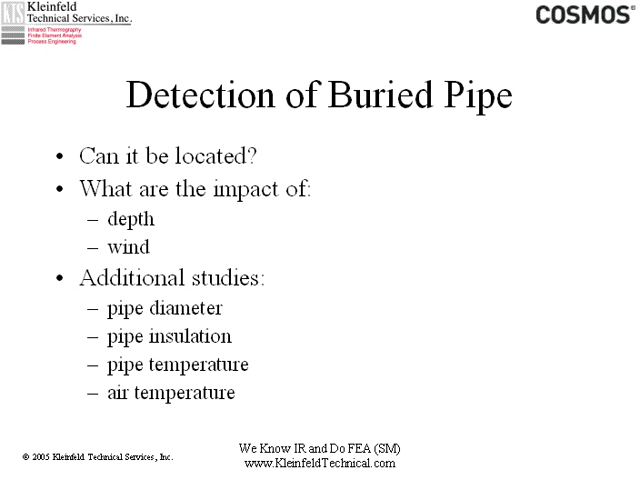 KTS
Kleinfeld
Technical Services, Inc.
Infrared Thermography
Finite Element Analysis
Process Engineering
COSMOS®
Detection of Buried Pipe
• Can it be located?
• What are the impact of:
– depth
– wind
• Additional studies:
– pipe diameter
– pipe insulation
– pipe temperature
– air temperature
© 2005 Kleinfeld Technical Services, Inc.
We Know IR and Do FEA (SM)
www.KleinfeldTechnical.com